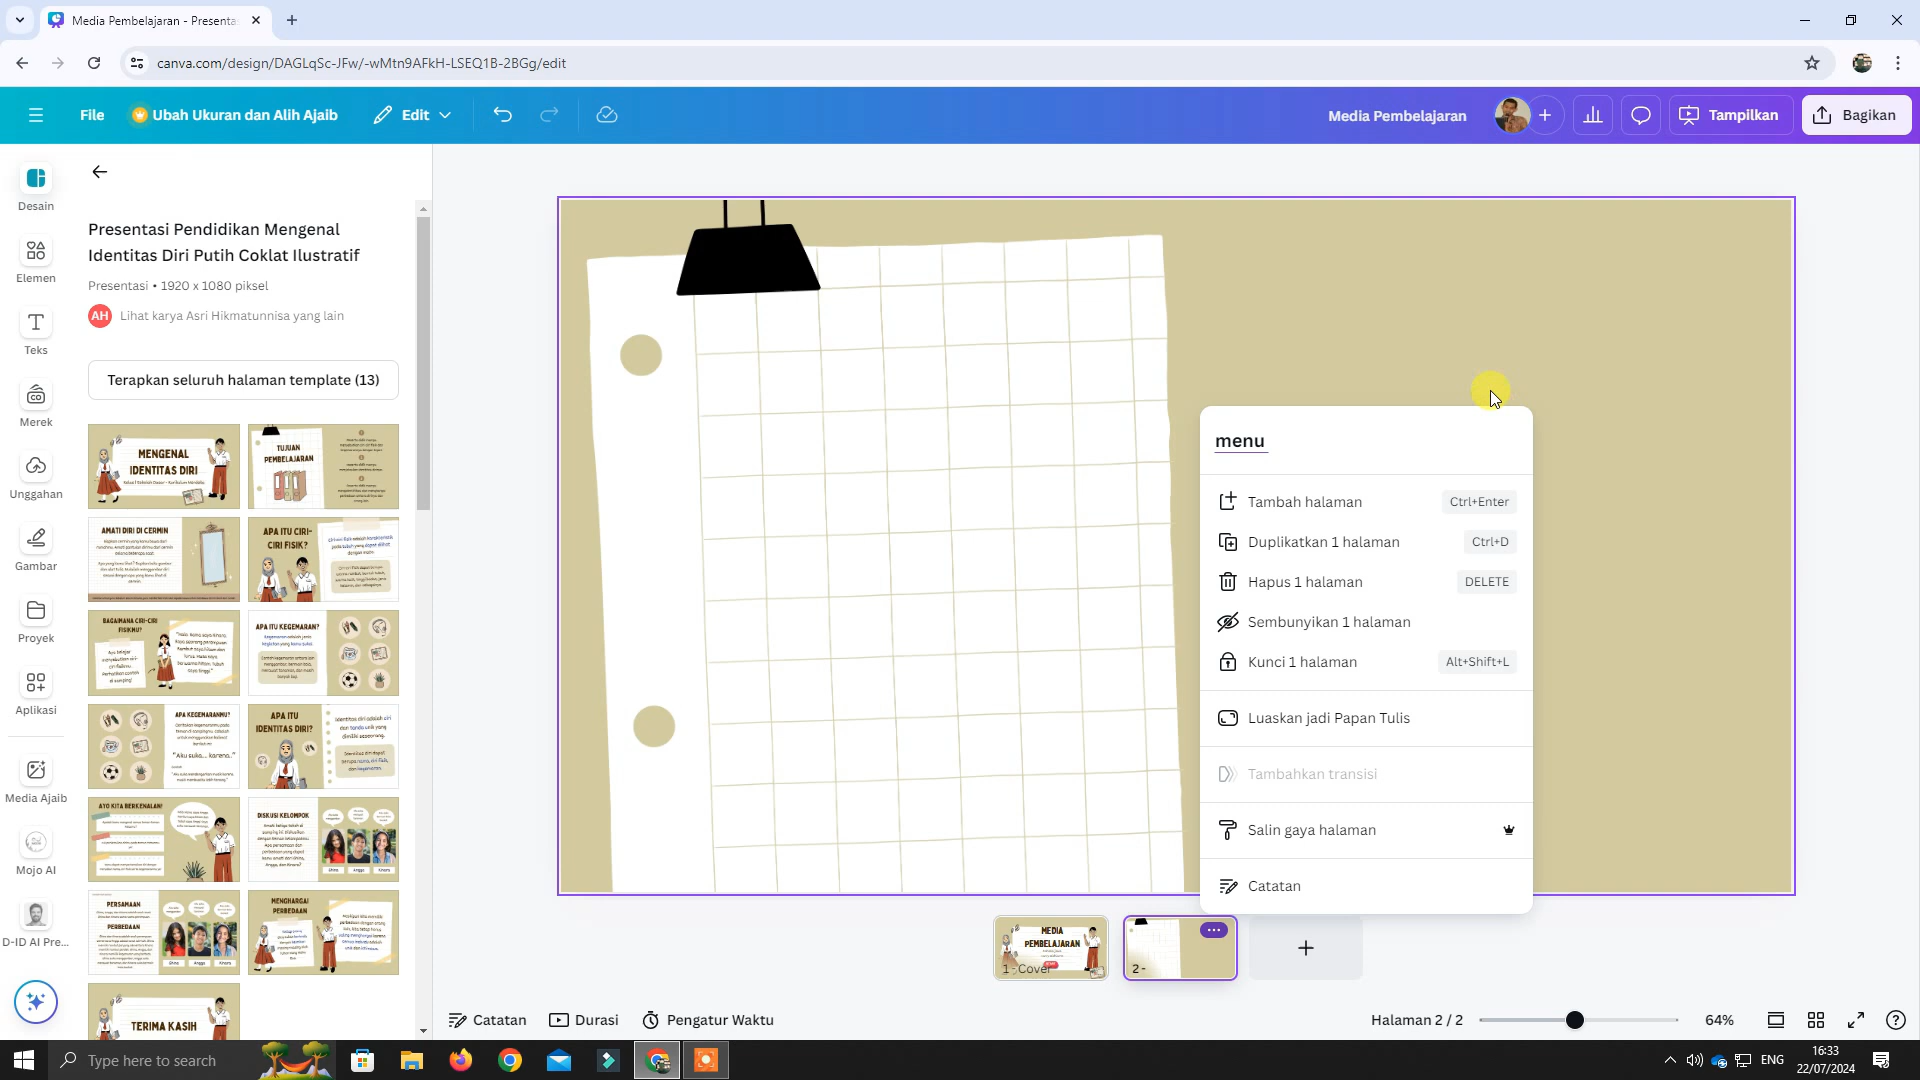 Media Pembelajaran - Presenta
canva.com/design/DAGLqSc-JFw/-wMtn9AFkH-LSEQ1B-2BGg/edit
File
Ubah Ukuran dan Alih Ajaib
Edit
Media Pembelajaran
Tampilkan
Bagikan
Desain
Elemen
Teks
Merek
Unggahan
Gambar
Proyek
Aplikasi
Media Ajaib
Mojo AI
D-ID AI Pre...
Presentasi Pendidikan Mengenal
Identitas Diri Putih Coklat Ilustratif
Presentasi • 1920 x 1080 piksel
AH
Lihat karya Asri Hikmatunnisa yang lain
Terapkan seluruh halaman template (13)
MENGENAL
IDENTITAS DIRI
TUJUAN
PEMBELAJARAN
AMATI DIRI DI CERMIN
APA ITU CIRI-
CIRI FISIK?
BAGAIMANA CIRI-CIRI
FISIKMU?
APA ITU KEGEMARAN?
APA KEGEMARANMU?
"Aku suka... karena.."
APA ITU
IDENTITAS DIRI?
AYO KITA BERKENALAN!
DISKUSI KELOMPOK
PERSAMAAN
PERBEDAAN
MENGHARGAI
PERBEDAAN
TERIMA KASIH
menu
Tambah halaman
Ctrl+Enter
Duplikatkan 1 halaman
Ctrl+D
Hapus 1 halaman
DELETE
Sembunyikan 1 halaman
Kunci 1 halaman
Alt+Shift+L
Luaskan jadi Papan Tulis
Tambahkan transisi
Salin gaya halaman
Catatan
MEDIA
PEMBELAJARAN
1 - Cover
2 -
Catatan
Durasi
Pengatur Waktu
Halaman 2 / 2
64%
Type here to search
ENG
16:33
22/07/2024